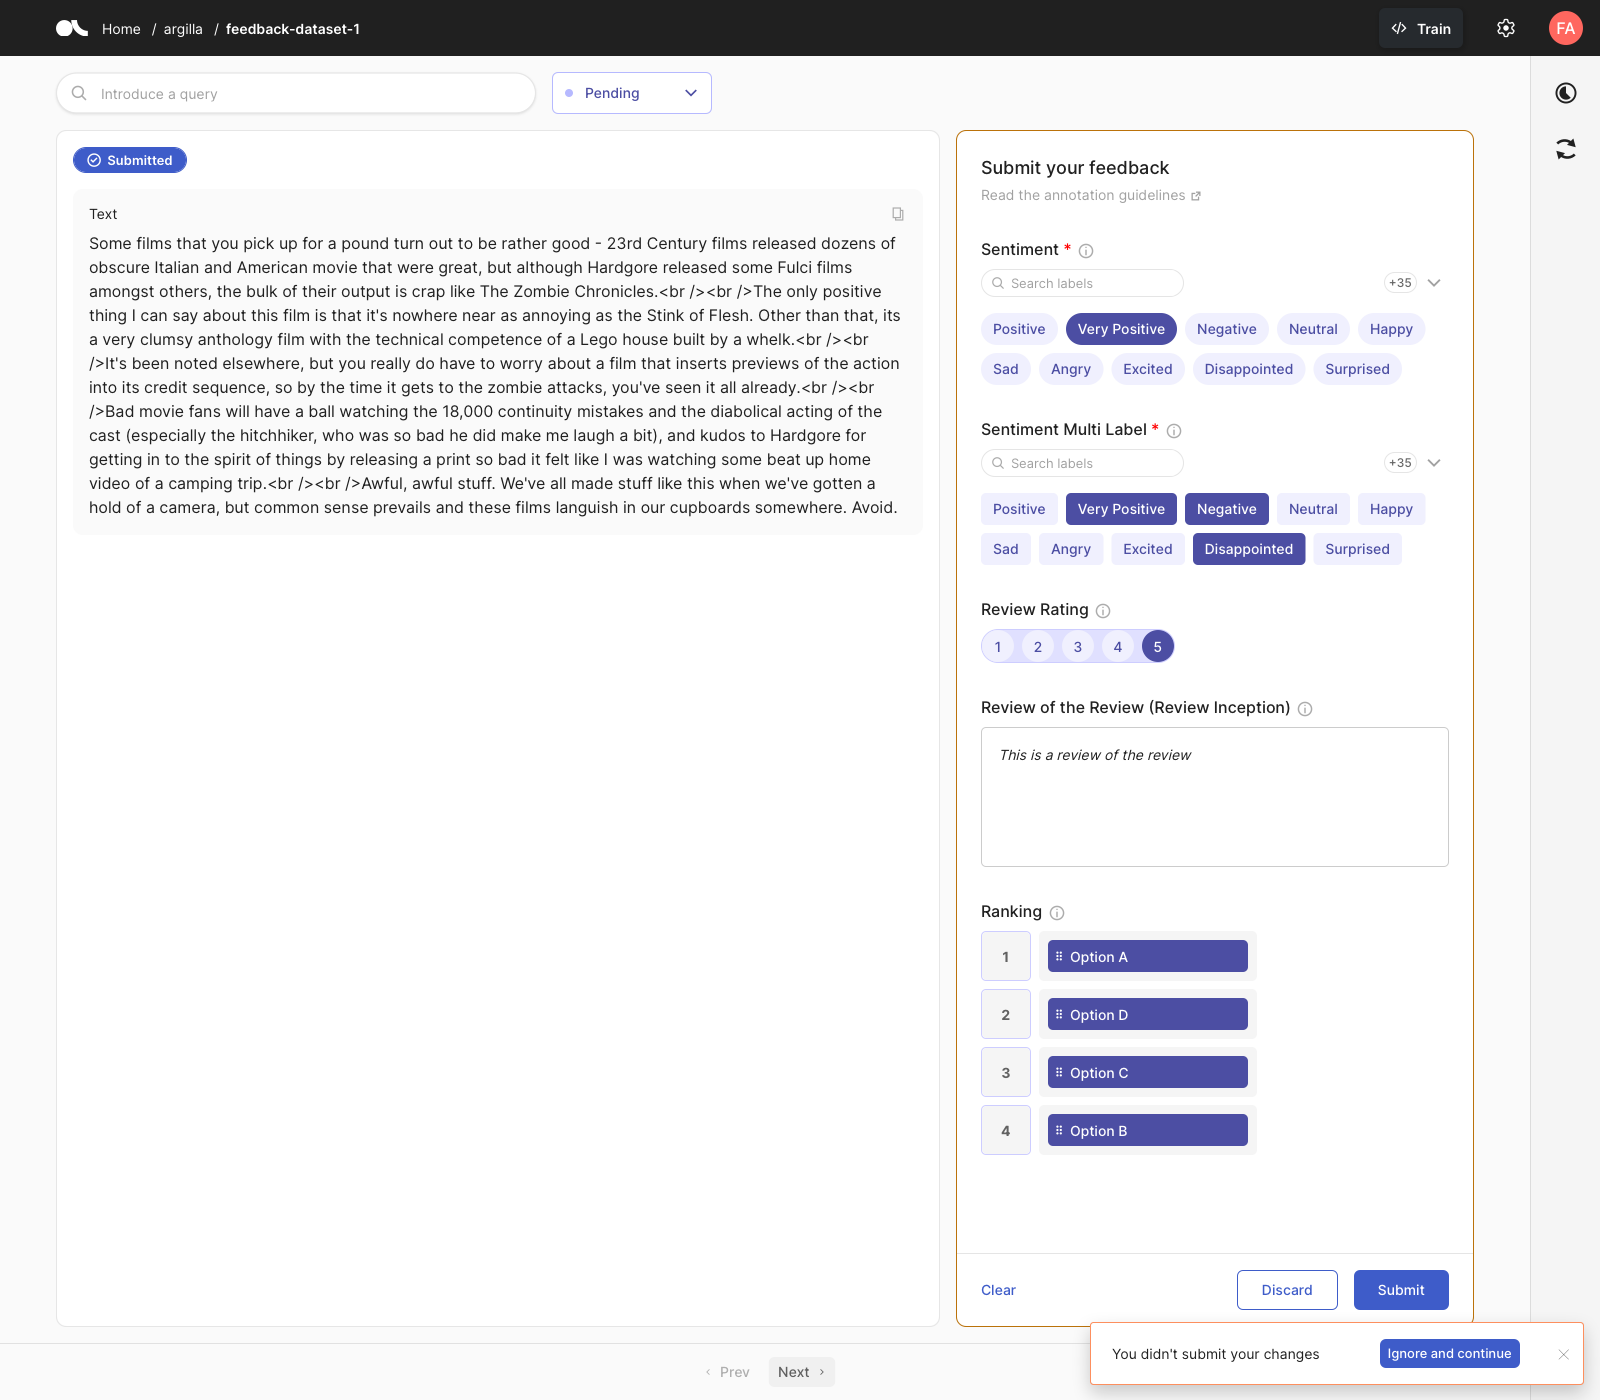 Home / argilla / feedback-dataset-1
Train
FA
Introduce a query
Pending
Submitted
Text
Some films that you pick up for a pound turn out to be rather good - 23rd Century films released dozens of
obscure Italian and American movie that were great, but although Hardgore released some Fulci films
amongst others, the bulk of their output is crap like The Zombie Chronicles.<br /><br />The only positive
thing I can say about this film is that it's nowhere near as annoying as the Stink of Flesh. Other than that, its
a very clumsy anthology film with the technical competence of a Lego house built by a whelk.<br /><br
/>It's been noted elsewhere, but you really do have to worry about a film that inserts previews of the action
into its credit sequence, so by the time it gets to the zombie attacks, you've seen it all already.<br /><br
/>Bad movie fans will have a ball watching the 18,000 continuity mistakes and the diabolical acting of the
cast (especially the hitchhiker, who was so bad he did make me laugh a bit), and kudos to Hardgore for
getting in to the spirit of things by releasing a print so bad it felt like I was watching some beat up home
video of a camping trip.<br /><br />Awful, awful stuff. We've all made stuff like this when we've gotten a
hold of a camera, but common sense prevails and these films languish in our cupboards somewhere. Avoid.
Submit your feedback
Read the annotation guidelines
Sentiment *
Search labels
+35
Positive Very Positive Negative Neutral Happy
Sad Angry Excited Disappointed Surprised
Sentiment Multi Label *
Search labels
+35
Positive Very Positive Negative Neutral Happy
Sad Angry Excited Disappointed Surprised
Review Rating
1 2 3 4 5
Review of the Review (Review Inception)
This is a review of the review
Ranking
1 Option A
2 Option D
3 Option C
4 Option B
Clear Discard Submit
You didn't submit your changes Ignore and continue
Prev Next